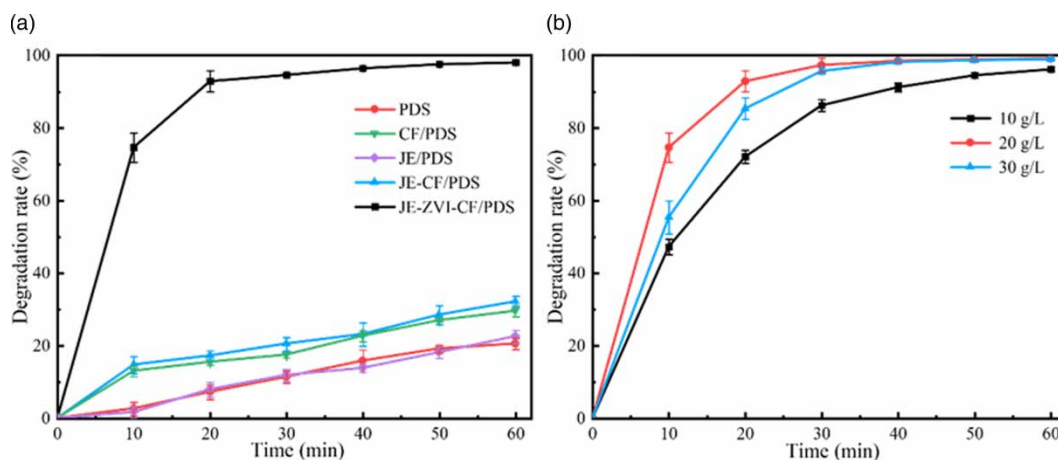 (a)
Degradation rate (%)
100
80
60
40
20
0
PDS
CF/PDS
JE/PDS
JE-CF/PDS
JE-ZVI-CF/PDS
0 10 20 30 40 50 60
Time (min)
(b)
Degradation rate (%)
100
80
60
40
20
0
10 g/L
20 g/L
30 g/L
0 10 20 30 40 50 60
Time (min)